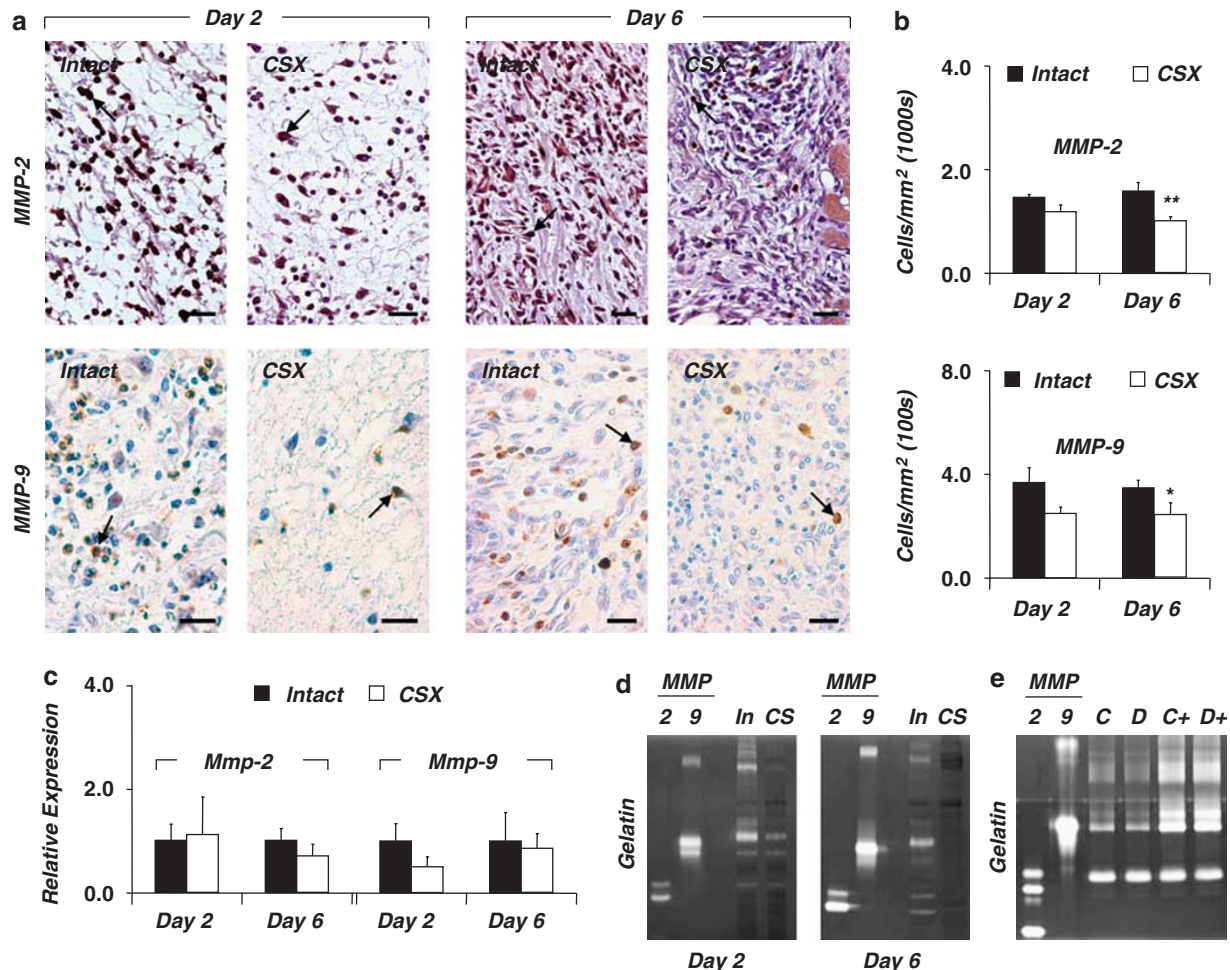 a
Day 2
Day 6
Intact
CSX
Intact
CSX
MMP-2
Intact
CSX
Intact
CSX
MMP-9
b
4.0
Intact
CSX
MMP-2
2.0
**
0.0
Cells/mm² (1000s)
Day 2
Day 6
8.0
Intact
CSX
MMP-9
4.0
*
0.0
Cells/mm² (100s)
Day 2
Day 6
c
4.0
Intact
CSX
Mmp-2
Mmp-9
2.0
0.0
Relative Expression
Day 2
Day 6
Day 2
Day 6
d
MMP
2 9 In CS
Gelatin
Day 2
MMP
2 9 In CS
Day 6
e
MMP
2 9 C D C+ D+
Gelatin